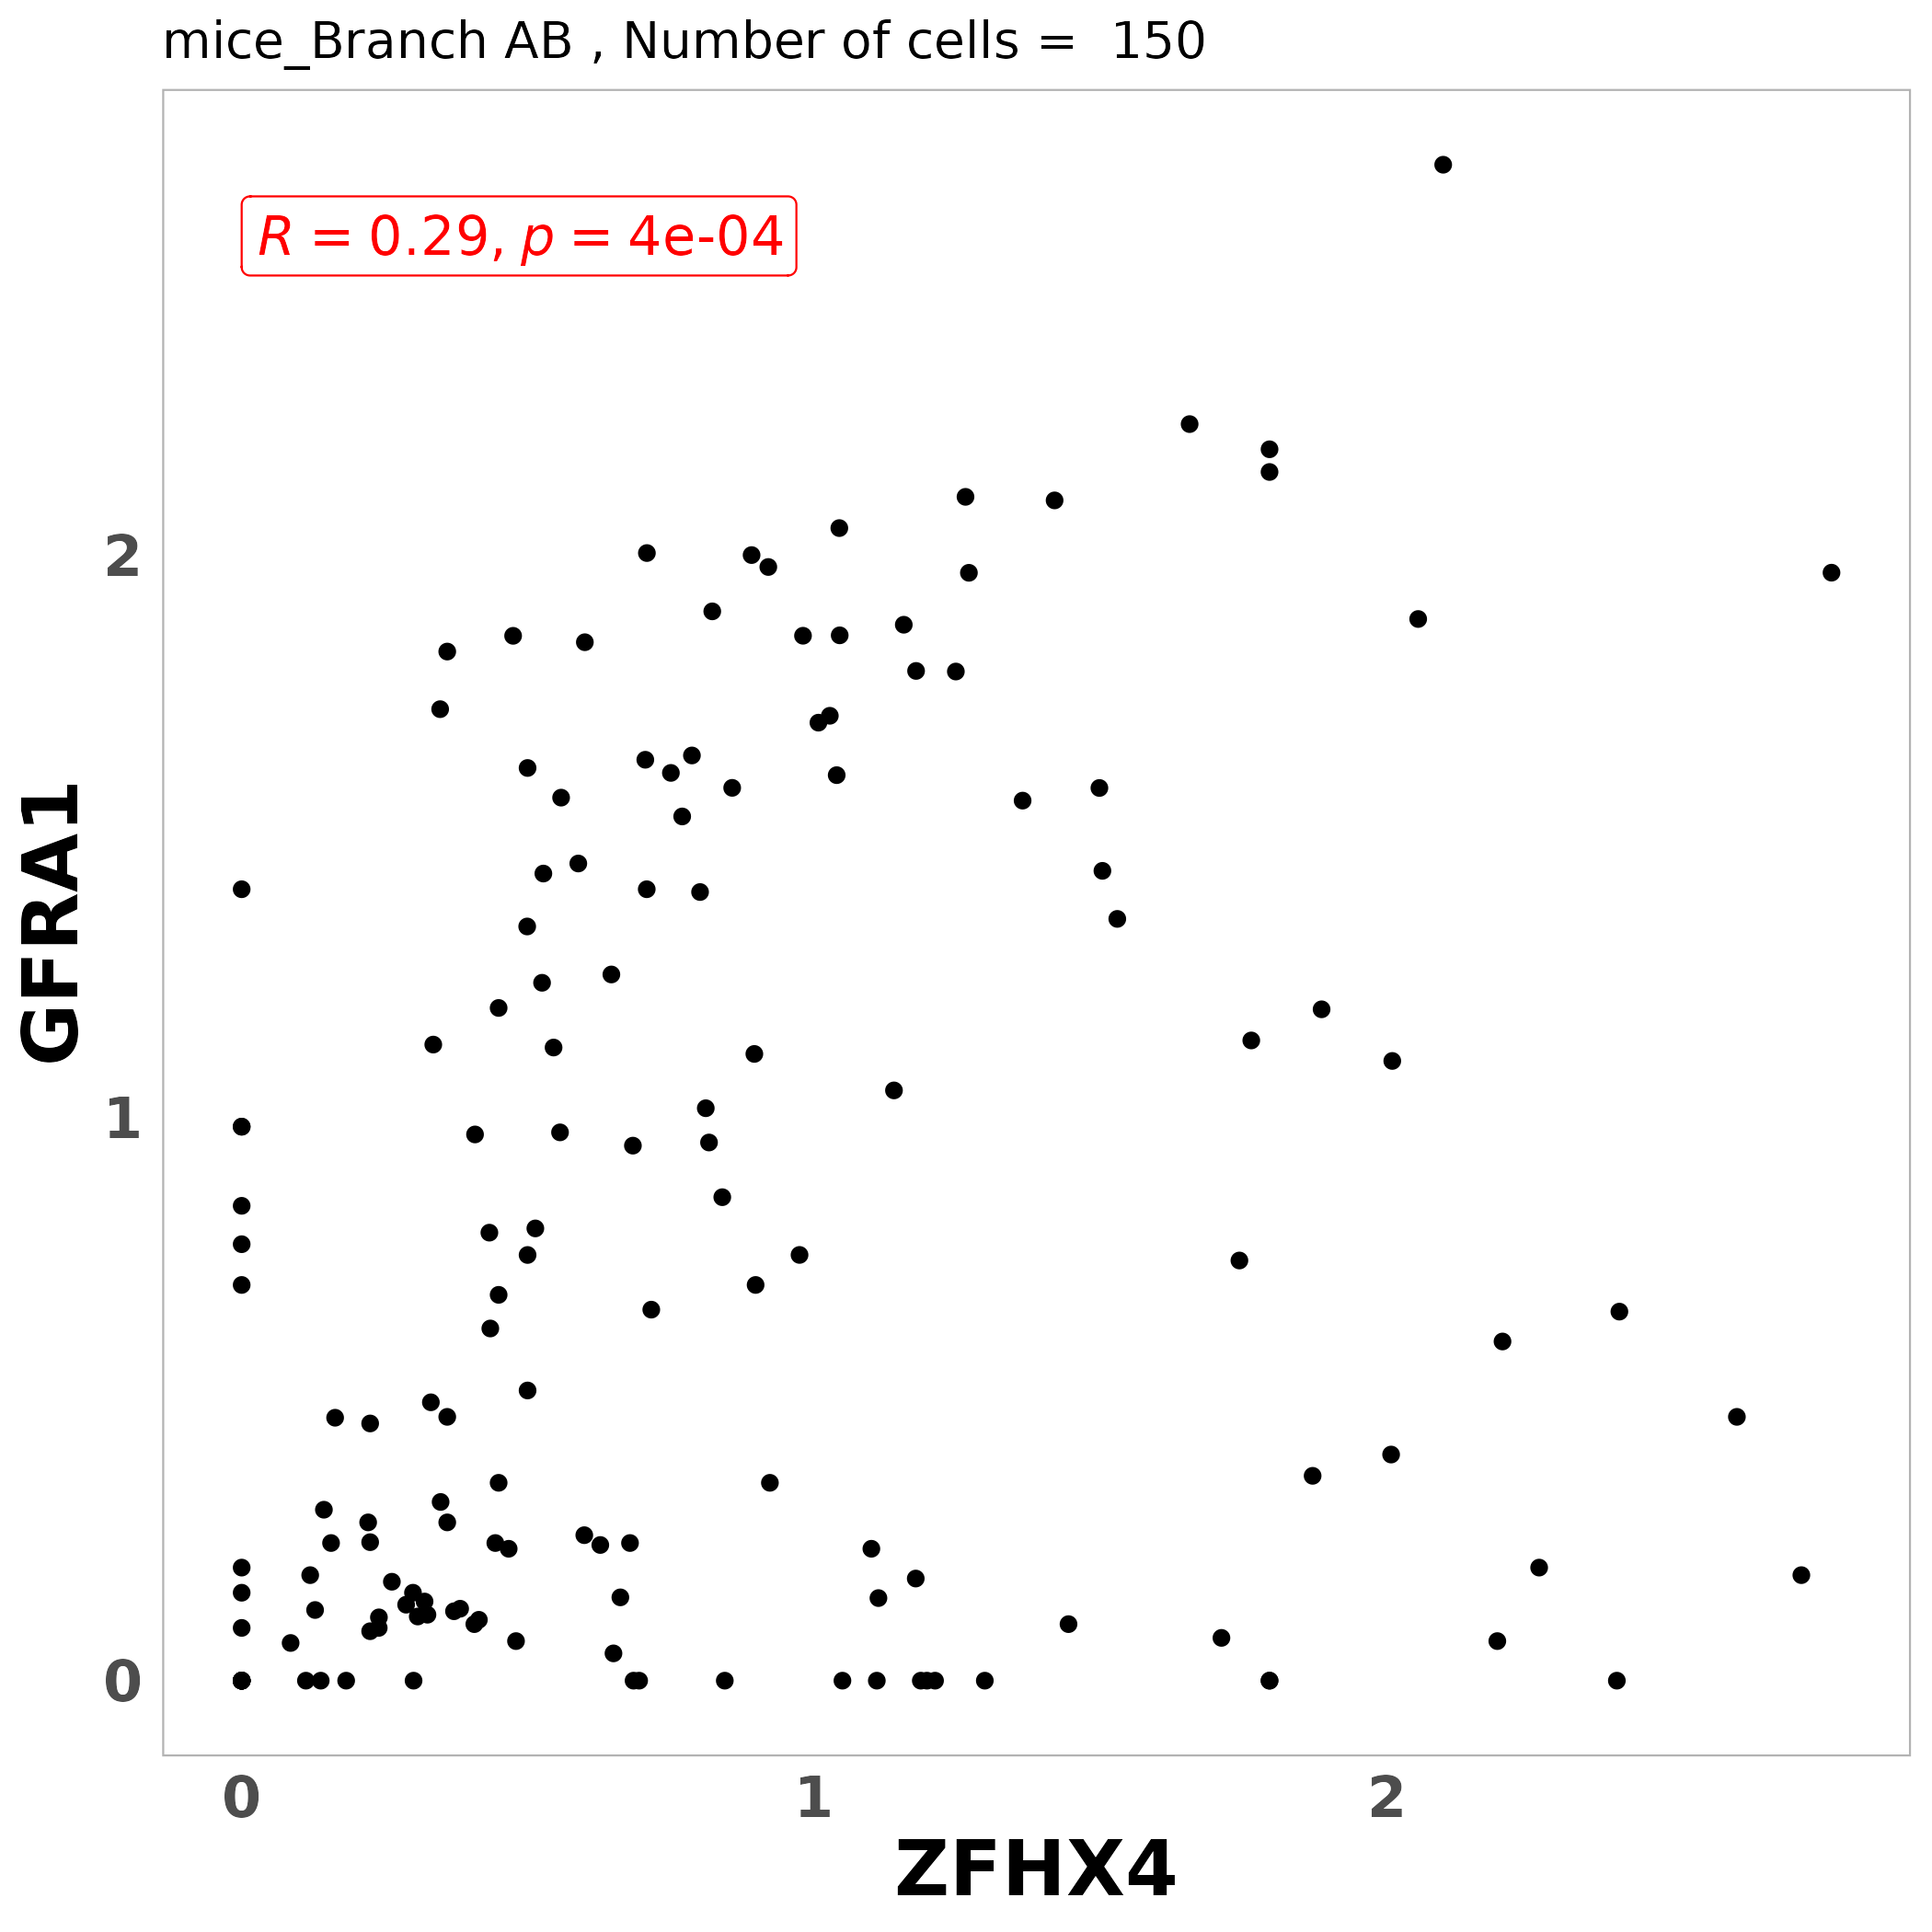 mice_Branch AB , Number of cells =  150
R = 0.29, p = 4e-04
GFRA1
2
1
0
0 1 2
ZFHX4